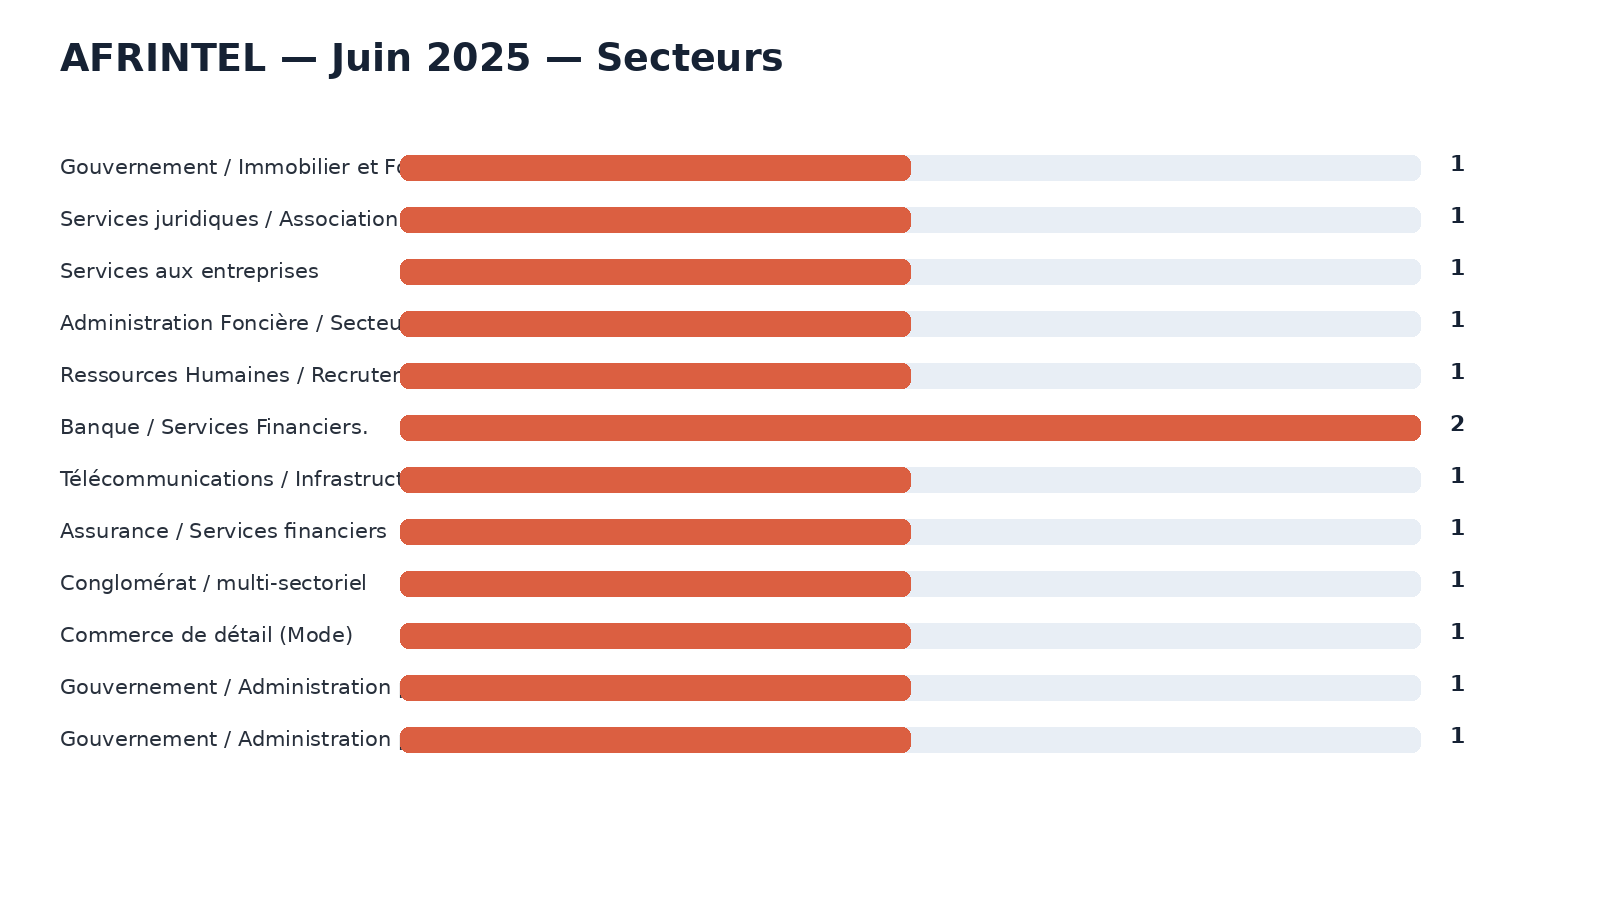 AFRINTEL — Juin 2025 — Secteurs
Gouvernement / Immobilier et Fo 1
Services juridiques / Association 1
Services aux entreprises 1
Administration Foncière / Secteu 1
Ressources Humaines / Recrute 1
Banque / Services Financiers. 2
Télécommunications / Infrastruct 1
Assurance / Services financiers 1
Conglomérat / multi-sectoriel 1
Commerce de détail (Mode) 1
Gouvernement / Administration 1
Gouvernement / Administration 1